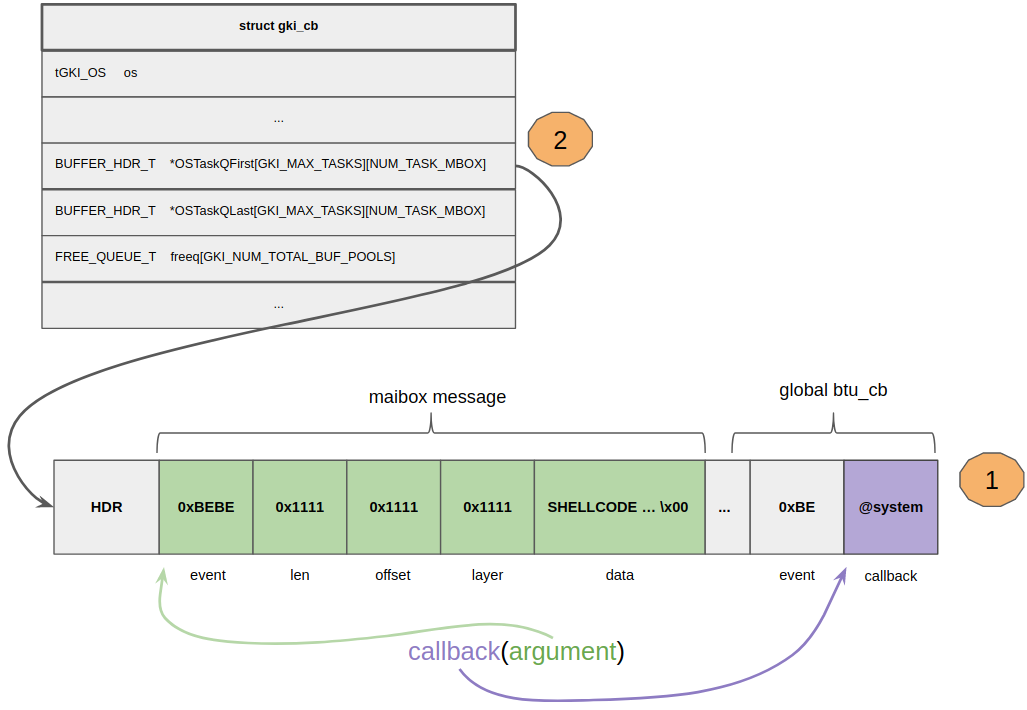 struct gki_cb
tGKI_OS os
...
2
BUFFER_HDR_T *OSTaskQFirst[GKI_MAX_TASKS][NUM_TASK_MBOX]
BUFFER_HDR_T *OSTaskQLast[GKI_MAX_TASKS][NUM_TASK_MBOX]
FREE_QUEUE_T freeq[GKI_NUM_TOTAL_BUF_POOLS]
...
maibox message
global btu_cb
HDR
0xBEBE
0x1111
0x1111
0x1111
SHELLCODE ... \x00
...
0xBE
@system
1
event
len
offset
layer
data
event
callback
callback(argument)